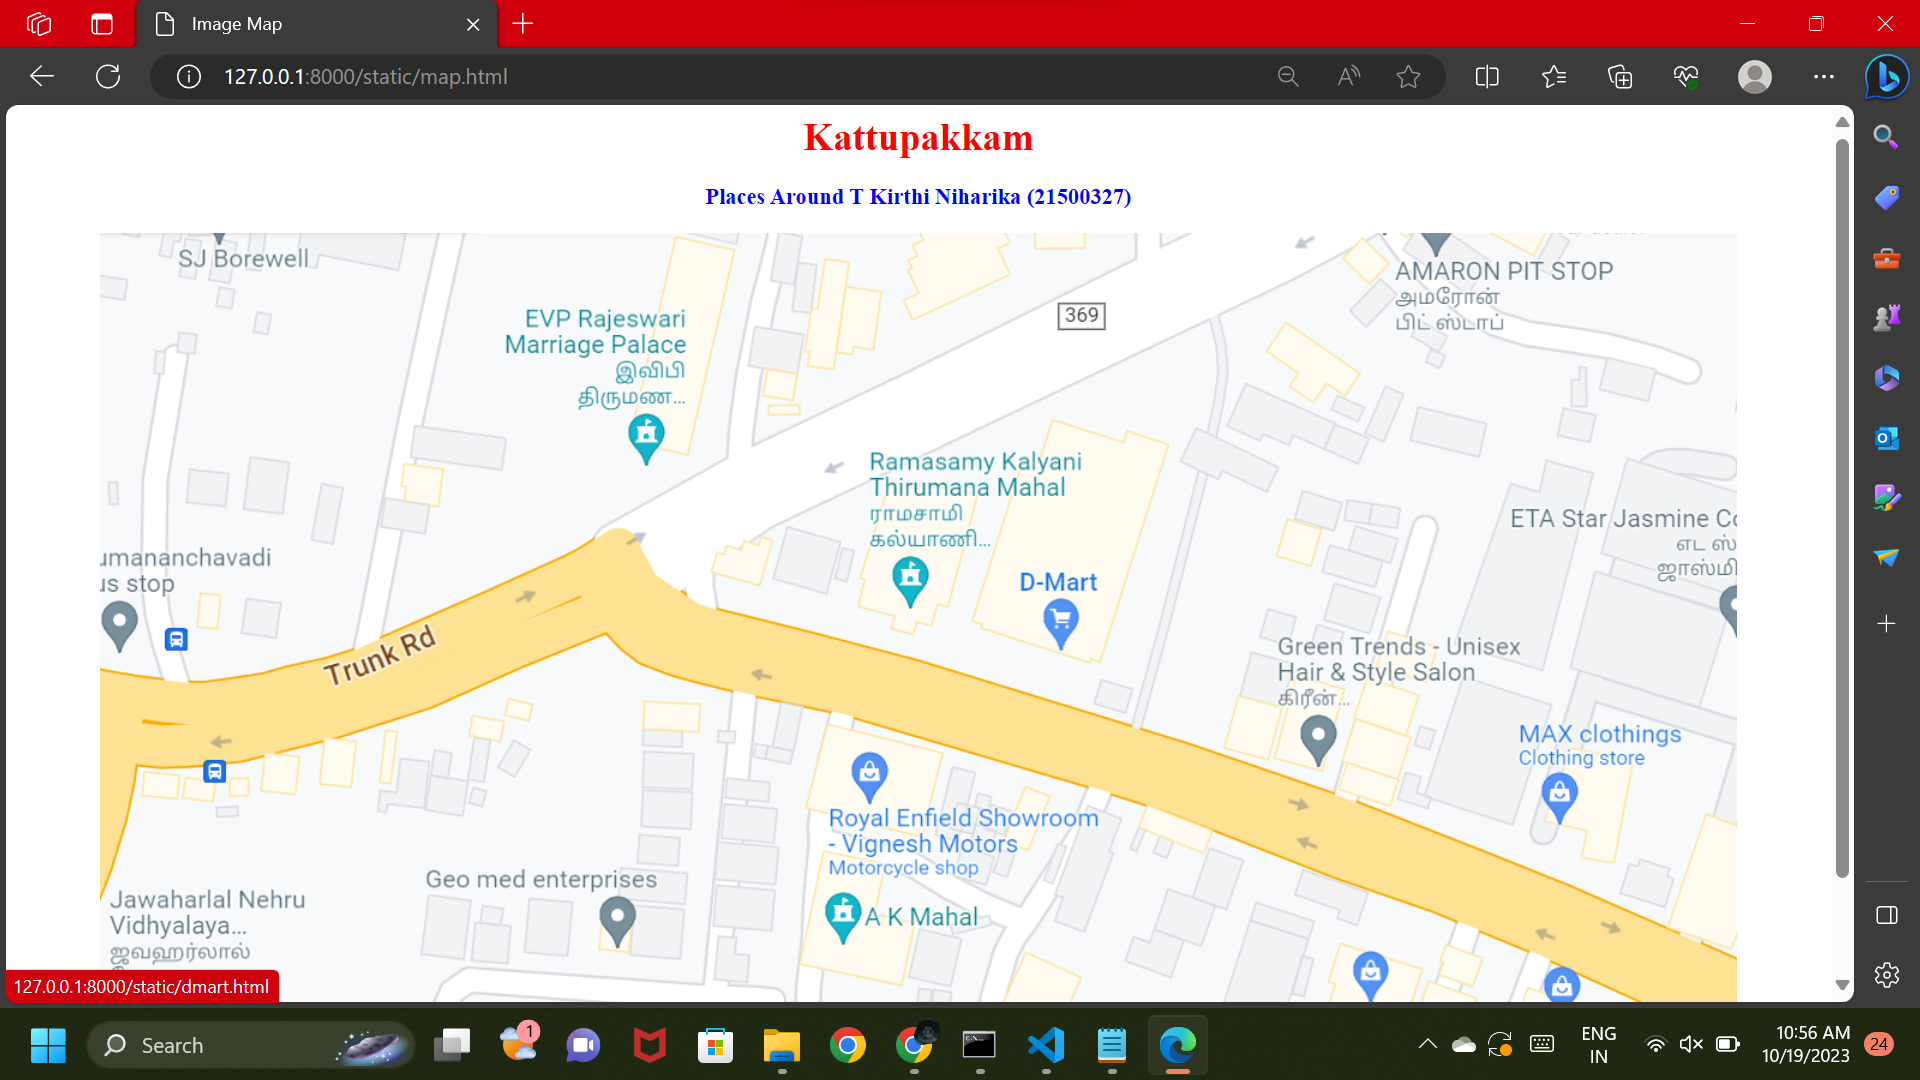 Image Map
127.0.0.1:8000/static/map.html
Kattupakkam
Places Around T Kirthi Niharika (21500327)
SJ Borewell
EVP Rajeswari
Marriage Palace
இவிபி
திருமண...
369
AMARON PIT STOP
அமரோன்
பிட் ஸ்டாப்
Ramasamy Kalyani
Thirumana Mahal
ராமசாமி
கல்யாணி...
D-Mart
ETA Star Jasmine Co
எட ஸ்
ஜாஸ்மி
umananchavadi
us stop
Trunk Rd
Green Trends - Unisex
Hair & Style Salon
கிரீன்...
MAX clothings
Clothing store
Royal Enfield Showroom
- Vignesh Motors
Motorcycle shop
A K Mahal
Geo med enterprises
Jawaharlal Nehru
Vidhyalaya...
ஜவஹர்லால்
127.0.0.1:8000/static/dmart.html
Search
1
ENG
IN
10:56 AM
10/19/2023
24